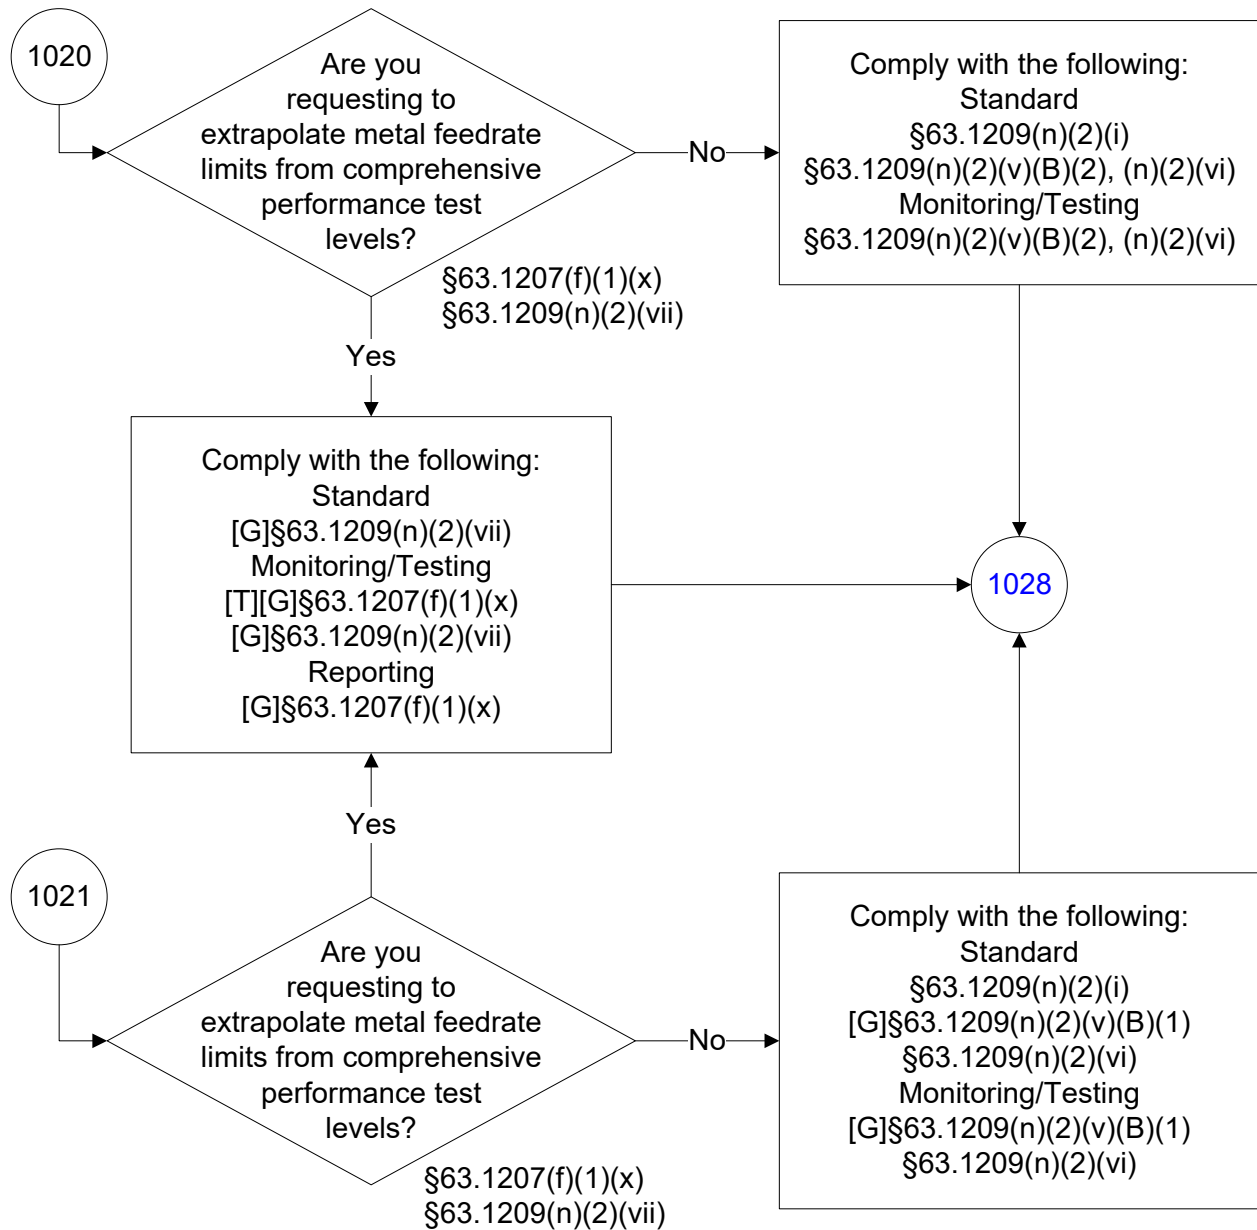 1020
Are you
requesting to
extrapolate metal feedrate
limits from comprehensive
performance test
levels?
§63.1207(f)(1)(x)
§63.1209(n)(2)(vii)
No
Comply with the following:
Standard
§63.1209(n)(2)(i)
§63.1209(n)(2)(v)(B)(2), (n)(2)(vi)
Monitoring/Testing
§63.1209(n)(2)(v)(B)(2), (n)(2)(vi)
Yes
Comply with the following:
Standard
[G]§63.1209(n)(2)(vii)
Monitoring/Testing
[T][G]§63.1207(f)(1)(x)
[G]§63.1209(n)(2)(vii)
Reporting
[G]§63.1207(f)(1)(x)
1028
Yes
1021
Are you
requesting to
extrapolate metal feedrate
limits from comprehensive
performance test
levels?
§63.1207(f)(1)(x)
§63.1209(n)(2)(vii)
No
Comply with the following:
Standard
§63.1209(n)(2)(i)
[G]§63.1209(n)(2)(v)(B)(1)
§63.1209(n)(2)(vi)
Monitoring/Testing
[G]§63.1209(n)(2)(v)(B)(1)
§63.1209(n)(2)(vi)